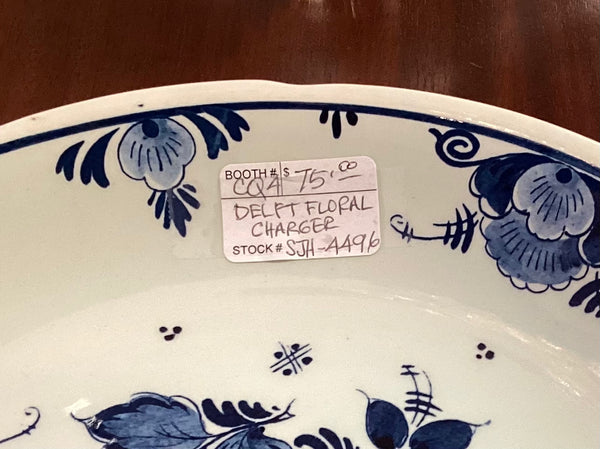 BOOTH # $
CQ4 75.00
DELFT FLORAL
CHARGER
STOCK # SJH-4496